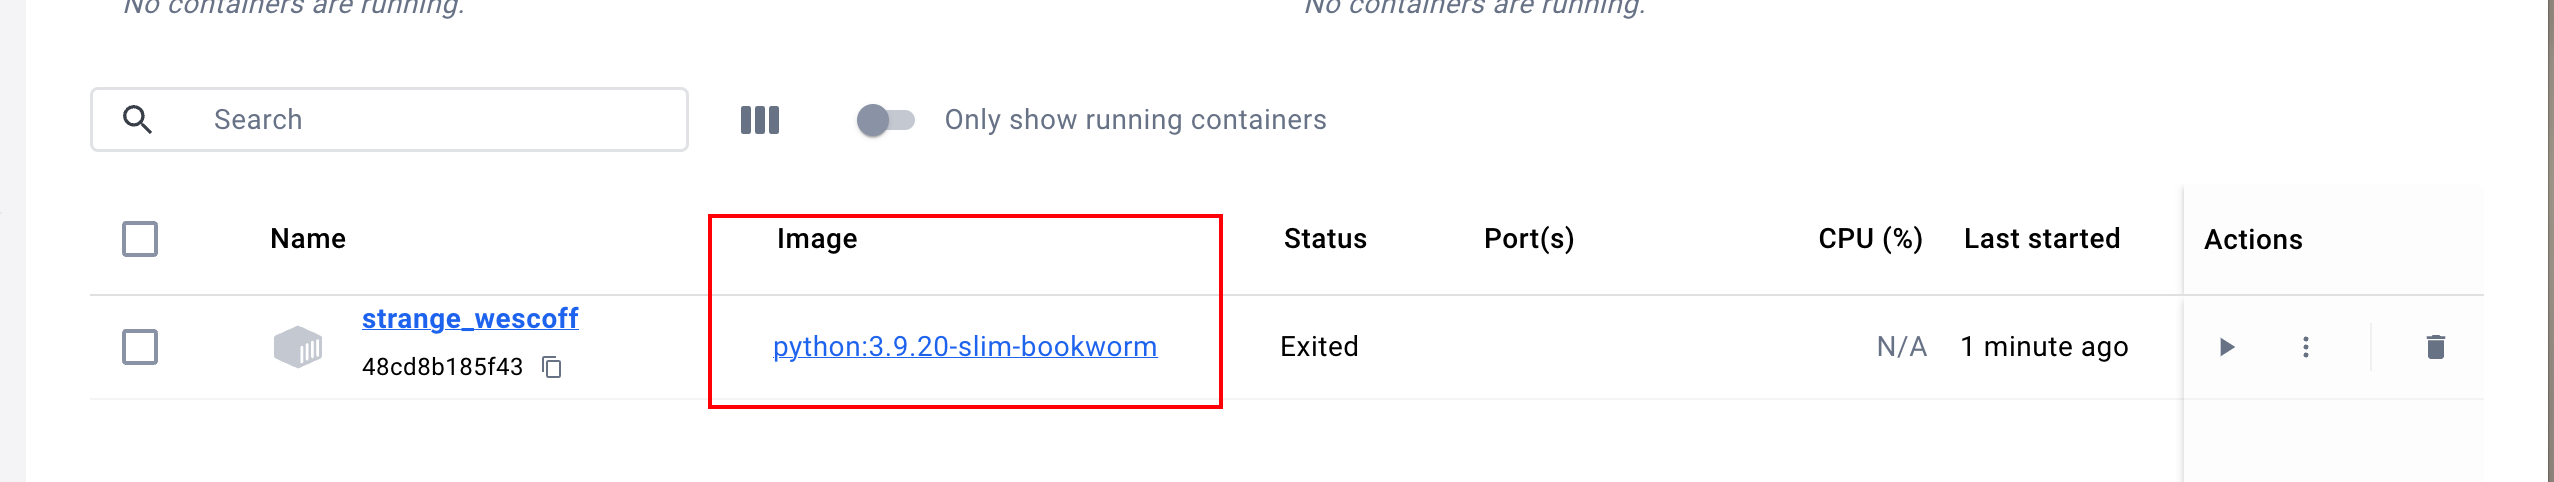 No containers are running.
No containers are running.
Search
Only show running containers
Name Image Status Port(s) CPU (%) Last started Actions
strange_wescoff
48cd8b185f43
python:3.9.20-slim-bookworm Exited N/A 1 minute ago